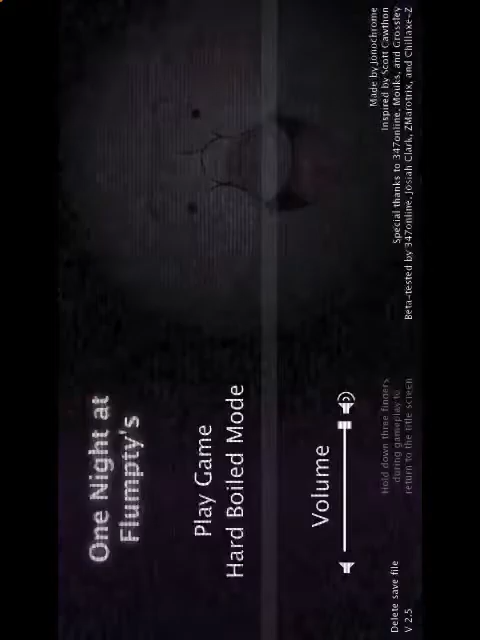 One Night at
Flumpty's
Play Game
Hard Boiled Mode
Volume
Hold down three fingers
during gameplay to
return to the title screen
Delete save file
V 2.5
Made by Jonochrome
Inspired by Scott Cawthon
Special thanks to 347online, Mouks, and Grossley
Beta-tested by 347online, Josiah Clark, ZMarotrix, and Chillaxe-Z